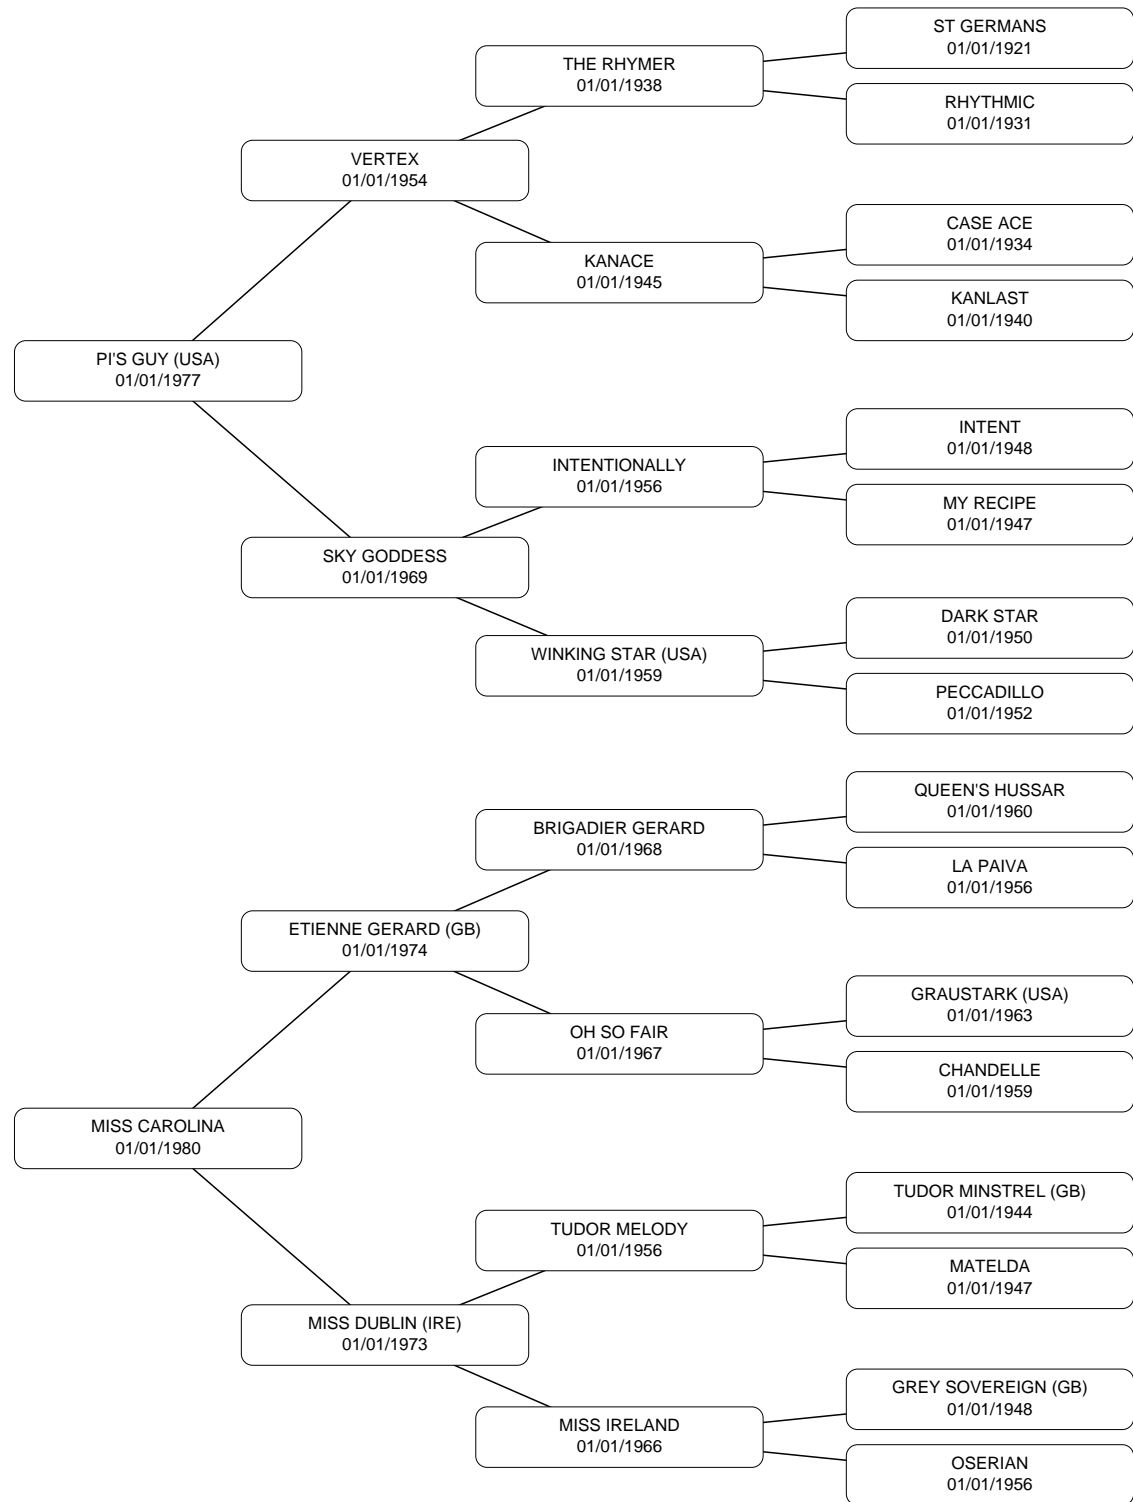 ST GERMANS
01/01/1921
THE RHYMER
01/01/1938
RHYTHMIC
01/01/1931
VERTEX
01/01/1954
CASE ACE
01/01/1934
KANACE
01/01/1945
KANLAST
01/01/1940
PI'S GUY (USA)
01/01/1977
INTENT
01/01/1948
INTENTIONALLY
01/01/1956
MY RECIPE
01/01/1947
SKY GODDESS
01/01/1969
DARK STAR
01/01/1950
WINKING STAR (USA)
01/01/1959
PECCADILLO
01/01/1952
QUEEN'S HUSSAR
01/01/1960
BRIGADIER GERARD
01/01/1968
LA PAIVA
01/01/1956
ETIENNE GERARD (GB)
01/01/1974
GRAUSTARK (USA)
01/01/1963
OH SO FAIR
01/01/1967
CHANDELLE
01/01/1959
MISS CAROLINA
01/01/1980
TUDOR MINSTREL (GB)
01/01/1944
TUDOR MELODY
01/01/1956
MATELDA
01/01/1947
MISS DUBLIN (IRE)
01/01/1973
GREY SOVEREIGN (GB)
01/01/1948
MISS IRELAND
01/01/1966
OSERIAN
01/01/1956